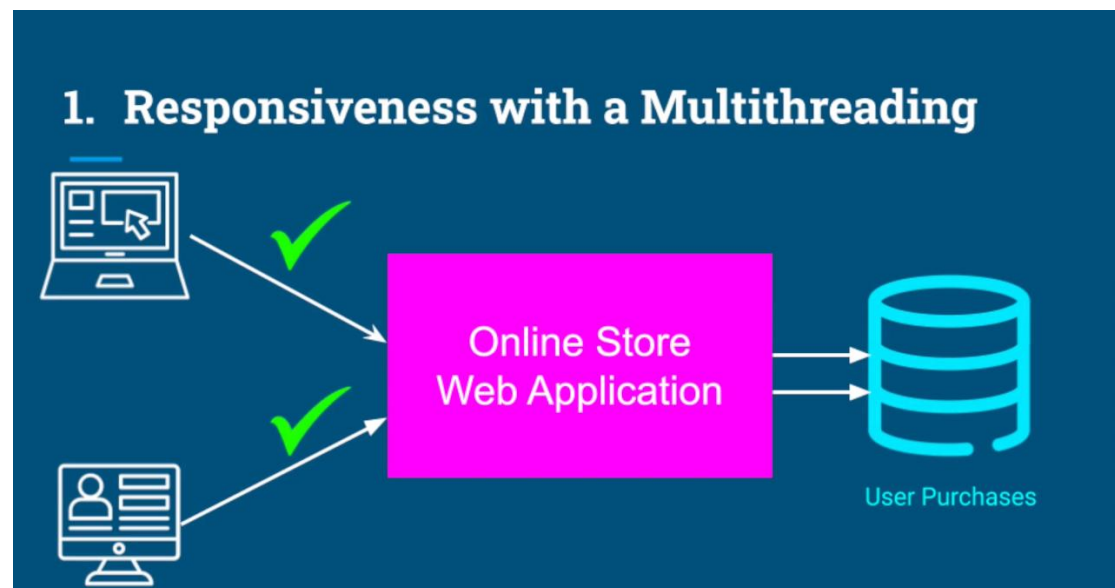 1. Responsiveness with a Multithreading
Online Store
Web Application
User Purchases